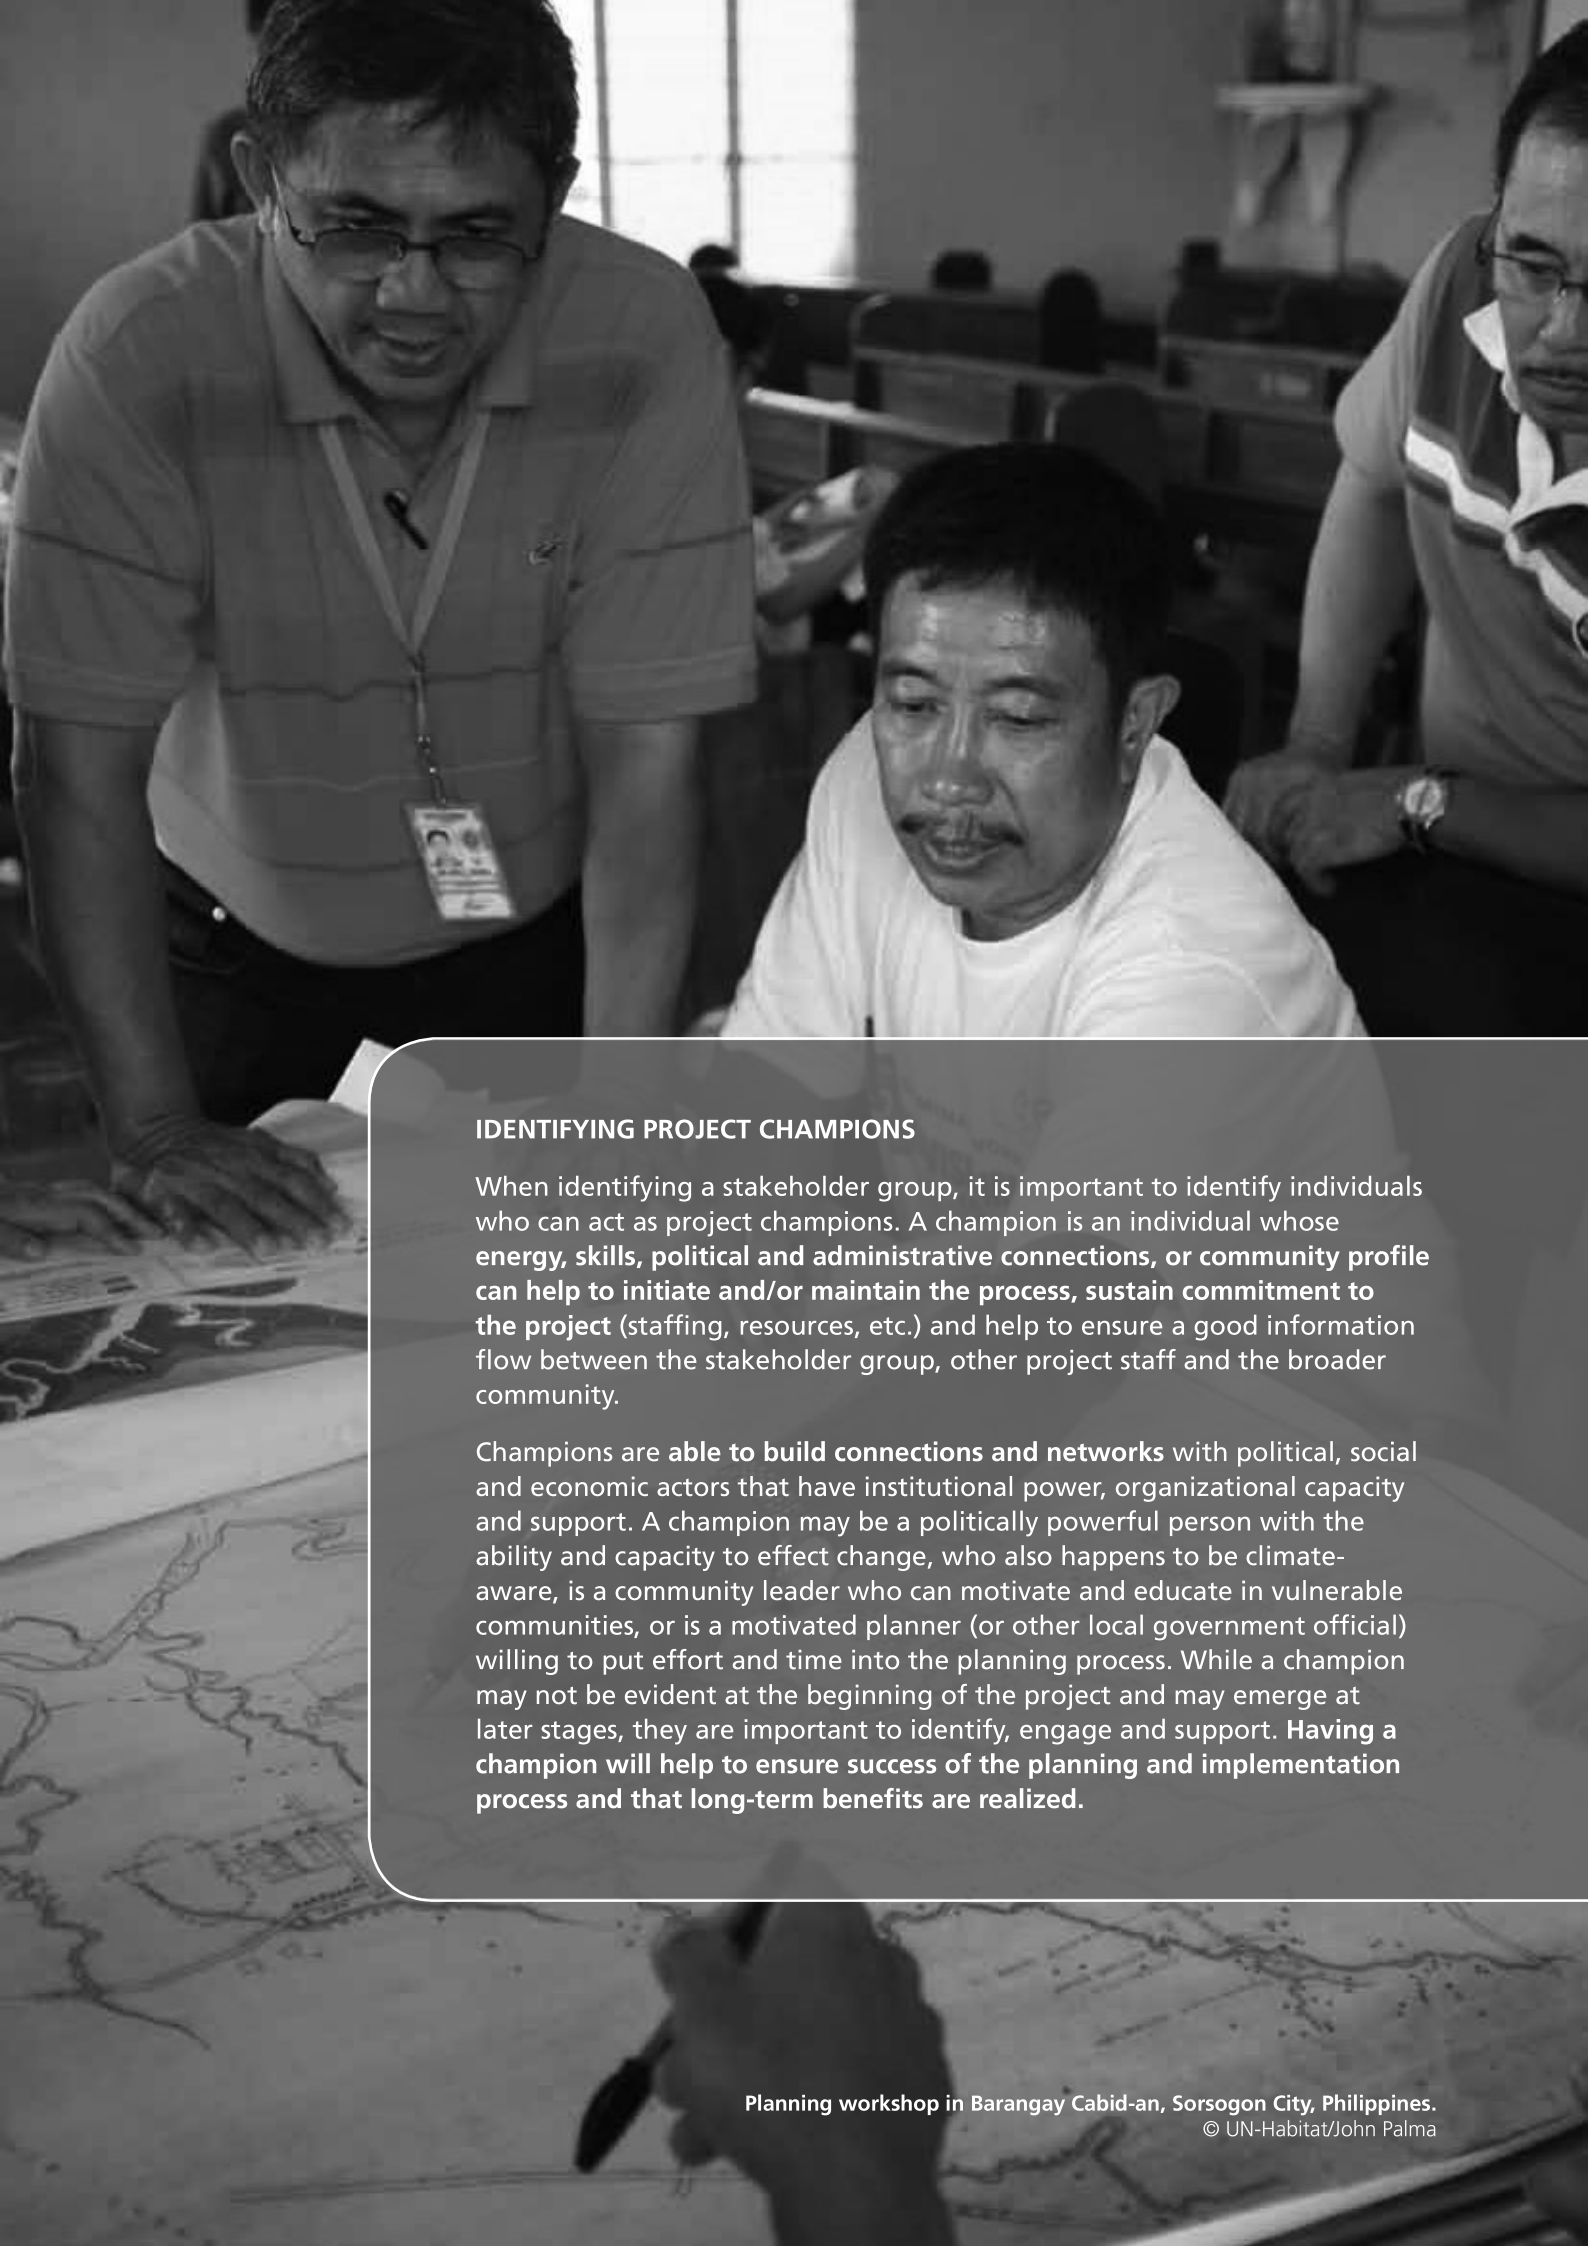 IDENTIFYING PROJECT CHAMPIONS
When identifying a stakeholder group, it is important to identify individuals
who can act as project champions. A champion is an individual whose
energy, skills, political and administrative connections, or community profile
can help to initiate and/or maintain the process, sustain commitment to
the project (staffing, resources, etc.) and help to ensure a good information
flow between the stakeholder group, other project staff and the broader
community.
Champions are able to build connections and networks with political, social
and economic actors that have institutional power, organizational capacity
and support. A champion may be a politically powerful person with the
ability and capacity to effect change, who also happens to be climate-
aware, is a community leader who can motivate and educate in vulnerable
communities, or is a motivated planner (or other local government official)
willing to put effort and time into the planning process. While a champion
may not be evident at the beginning of the project and may emerge at
later stages, they are important to identify, engage and support. Having a
champion will help to ensure success of the planning and implementation
process and that long-term benefits are realized.
Planning workshop in Barangay Cabid-an, Sorsogon City, Philippines.
© UN-Habitat/John Palma